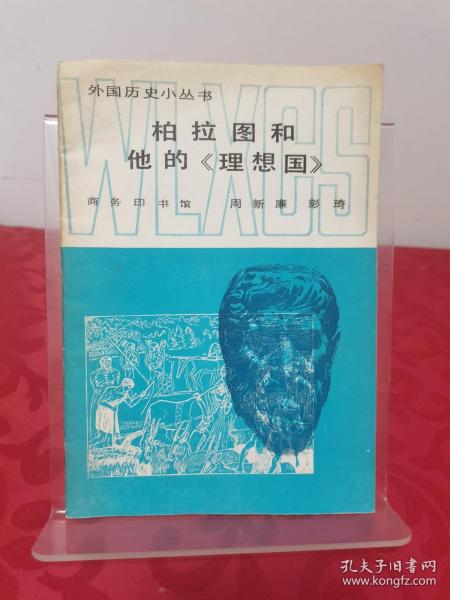 外国历史小丛书
WLXCS
柏拉图和
他的《理想国》
商务印书馆 周新廉 彭琦
孔夫子旧书网
www.kongfz.com